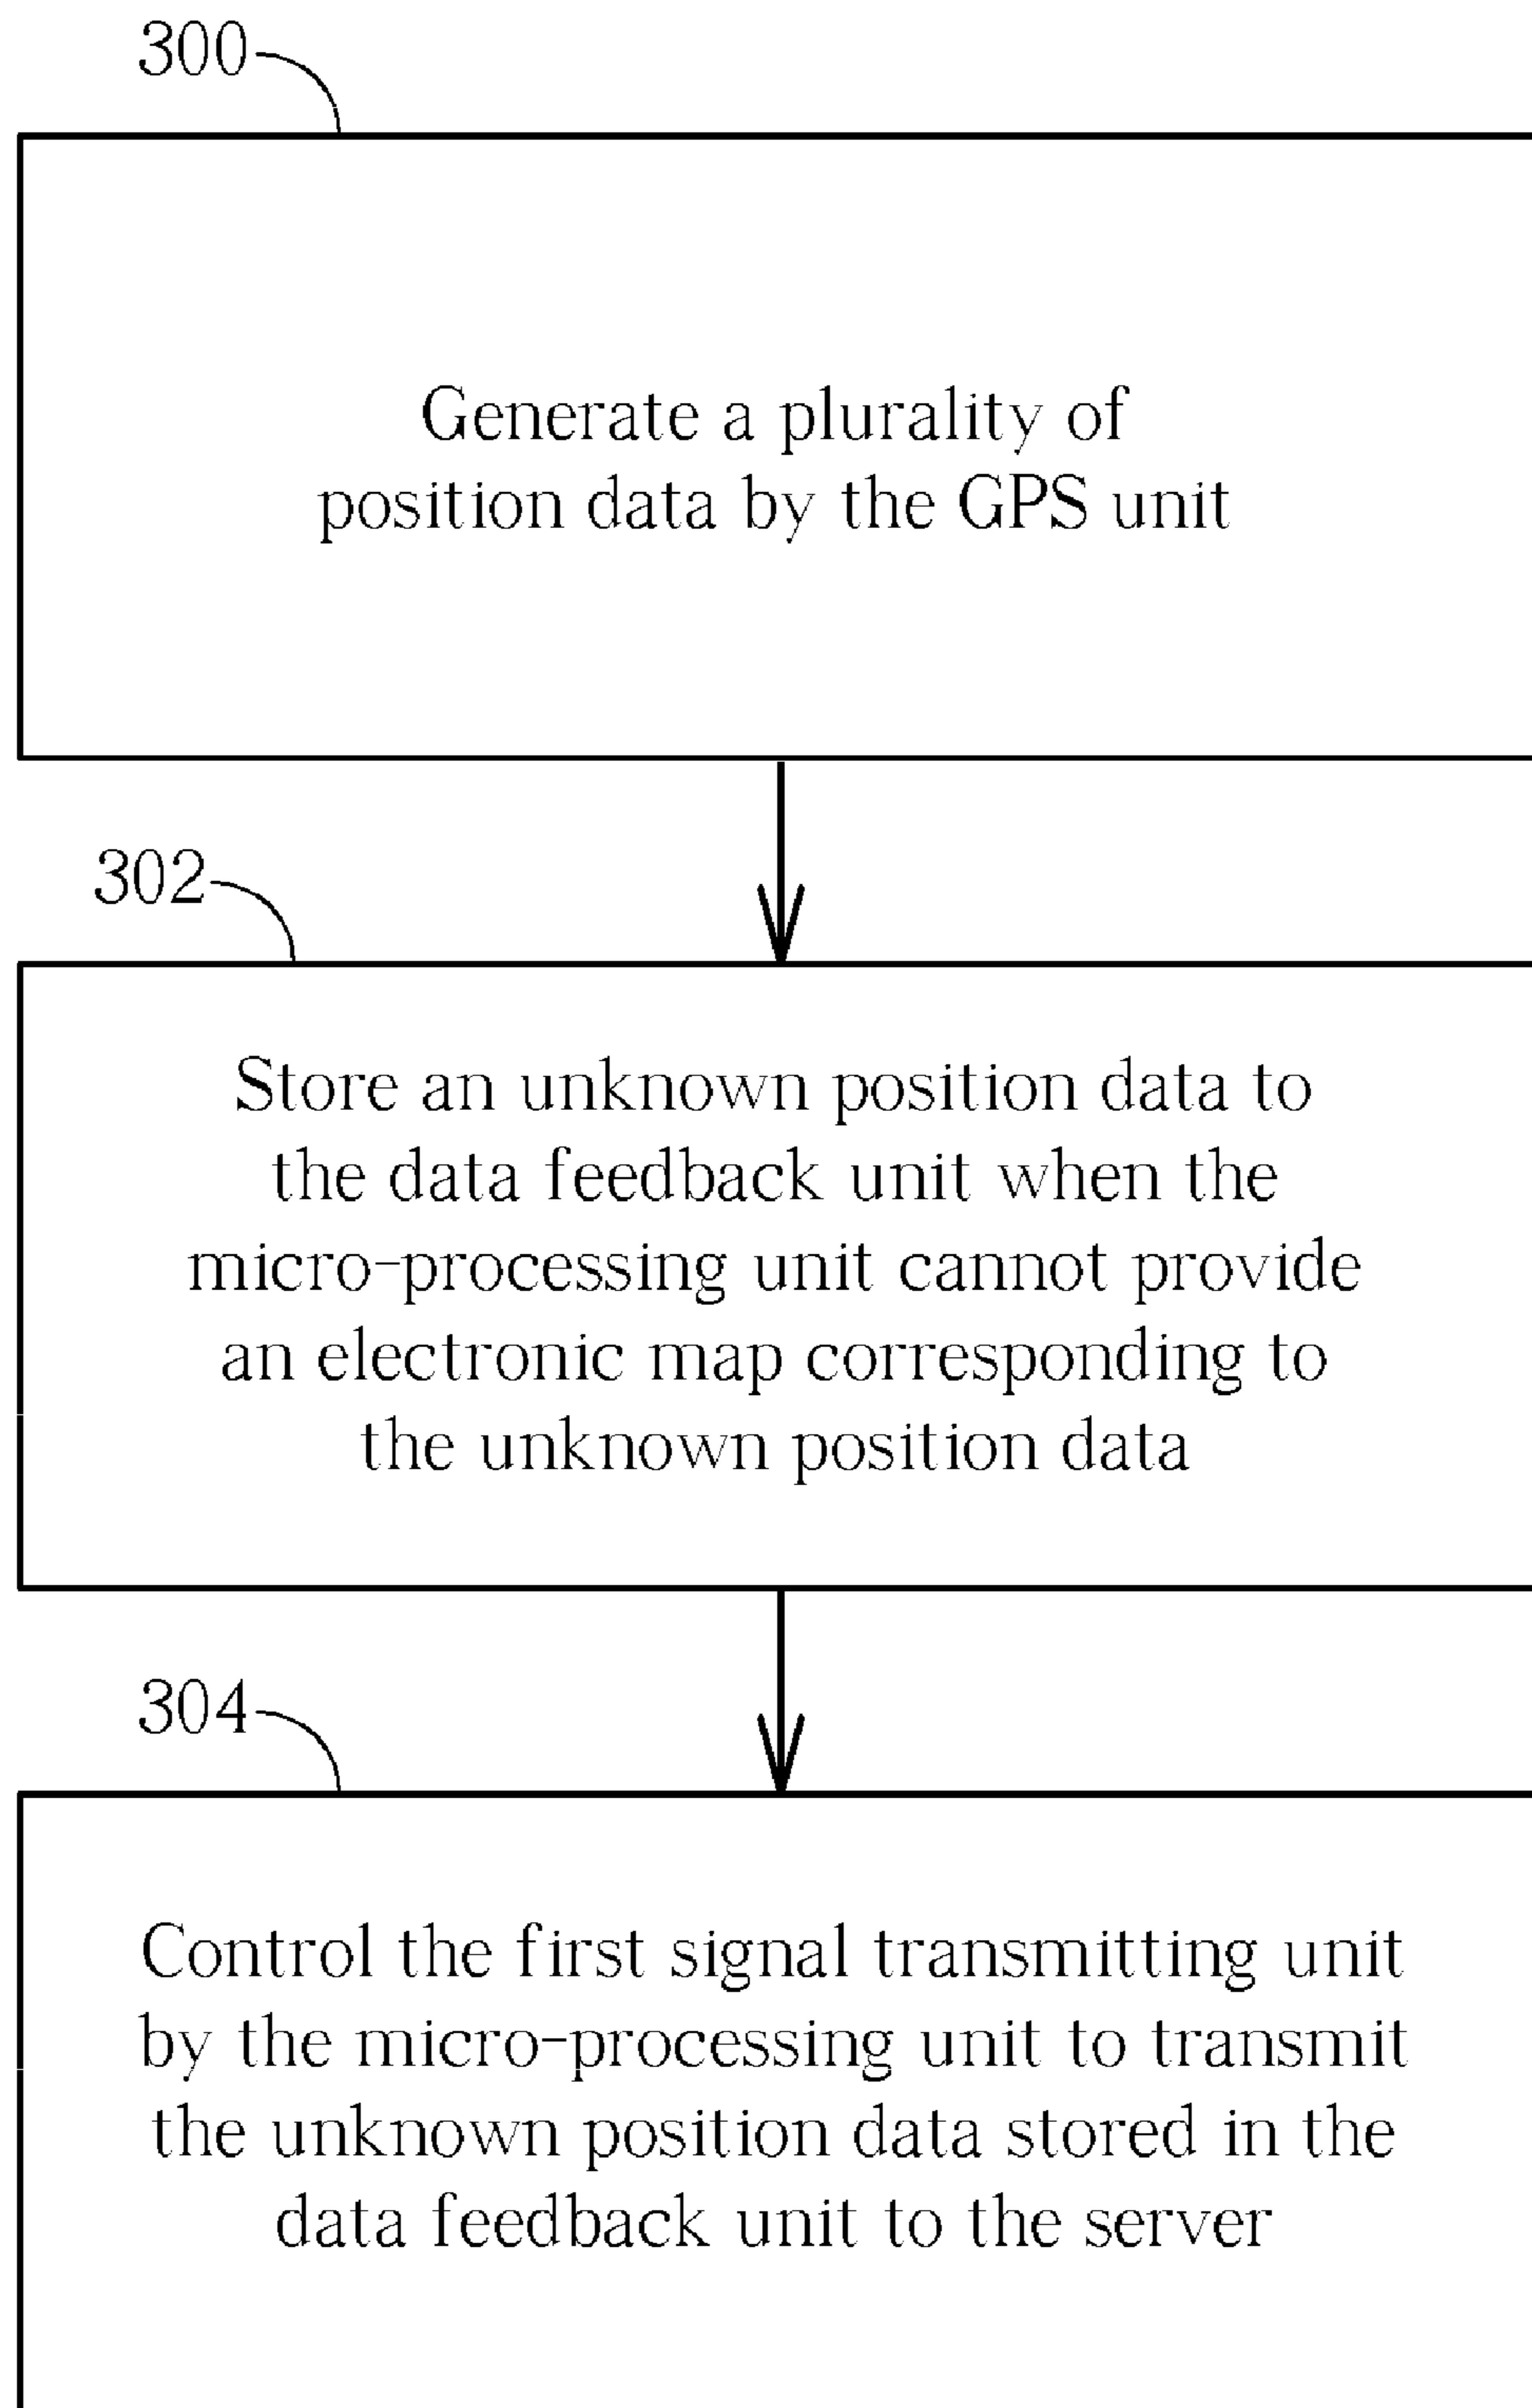 300
Generate a plurality of
position data by the GPS unit
302
Store an unknown position data to
the data feedback unit when the
micro-processing unit cannot provide
an electronic map corresponding to
the unknown position data
304
Control the first signal transmitting unit
by the micro-processing unit to transmit
the unknown position data stored in the
data feedback unit to the server